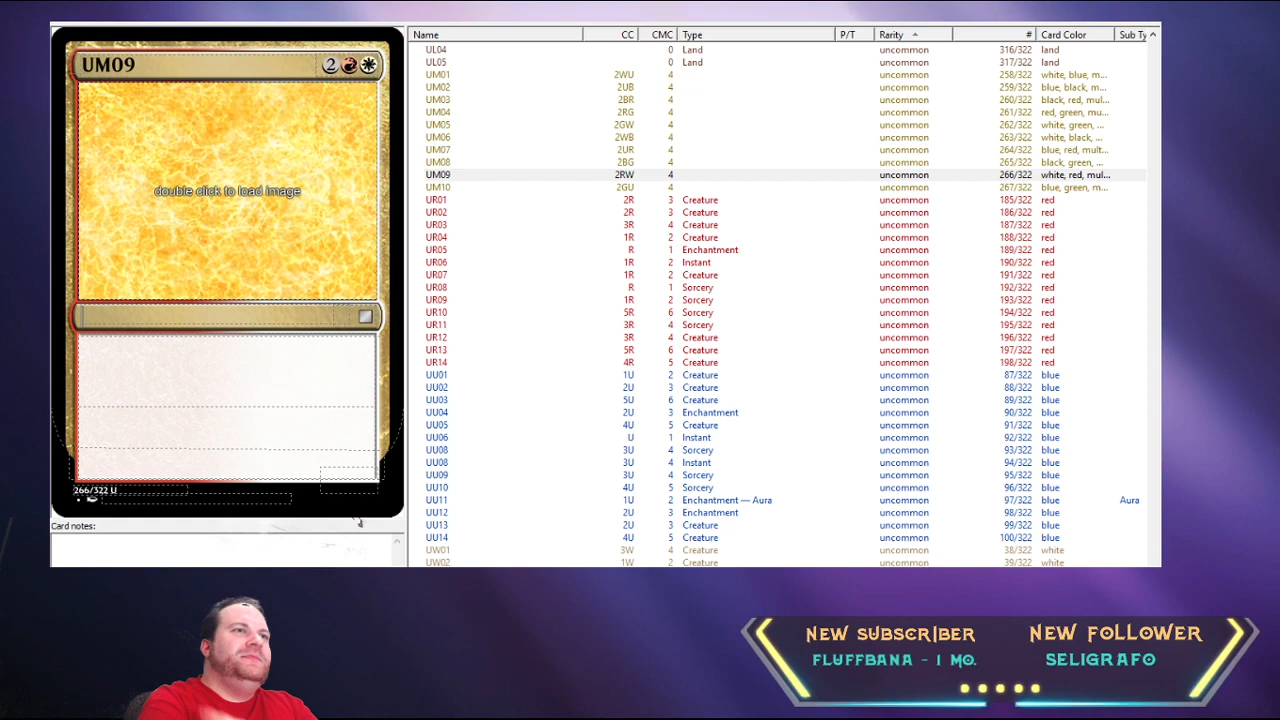 UM09 2
double click to load image
266/322 U
Card notes:
Name CC CMC Type P/T Rarity # Card Color Sub Ty
UL04 0 Land uncommon 316/322 land
UL05 0 Land uncommon 317/322 land
UM01 2WU 4 uncommon 258/322 white, blue, m...
UM02 2UB 4 uncommon 259/322 blue, black, m...
UM03 2BR 4 uncommon 260/322 black, red, mul...
UM04 2RG 4 uncommon 261/322 red, green, mu...
UM05 2GW 4 uncommon 262/322 white, green, ...
UM06 2WB 4 uncommon 263/322 white, black, ...
UM07 2UR 4 uncommon 264/322 blue, red, mult...
UM08 2BG 4 uncommon 265/322 black, green, ...
UM09 2RW 4 uncommon 266/322 white, red, mul...
UM10 2GU 4 uncommon 267/322 blue, green, m...
UR01 2R 3 Creature uncommon 185/322 red
UR02 2R 3 Creature uncommon 186/322 red
UR03 3R 4 Creature uncommon 187/322 red
UR04 1R 2 Creature uncommon 188/322 red
UR05 R 1 Enchantment uncommon 189/322 red
UR06 1R 2 Instant uncommon 190/322 red
UR07 1R 2 Creature uncommon 191/322 red
UR08 R 1 Sorcery uncommon 192/322 red
UR09 1R 2 Sorcery uncommon 193/322 red
UR10 5R 6 Sorcery uncommon 194/322 red
UR11 3R 4 Sorcery uncommon 195/322 red
UR12 3R 4 Creature uncommon 196/322 red
UR13 5R 6 Creature uncommon 197/322 red
UR14 4R 5 Creature uncommon 198/322 red
UU01 1U 2 Creature uncommon 87/322 blue
UU02 2U 3 Creature uncommon 88/322 blue
UU03 5U 6 Creature uncommon 89/322 blue
UU04 2U 3 Enchantment uncommon 90/322 blue
UU05 4U 5 Creature uncommon 91/322 blue
UU06 U 1 Instant uncommon 92/322 blue
UU08 3U 4 Sorcery uncommon 93/322 blue
UU08 3U 4 Instant uncommon 94/322 blue
UU09 3U 4 Sorcery uncommon 95/322 blue
UU10 4U 5 Sorcery uncommon 96/322 blue
UU11 1U 2 Enchantment — Aura uncommon 97/322 blue Aura
UU12 2U 3 Enchantment uncommon 98/322 blue
UU13 2U 3 Creature uncommon 99/322 blue
UU14 4U 5 Creature uncommon 100/322 blue
UW01 3W 4 Creature uncommon 38/322 white
UW02 1W 2 Creature uncommon 39/322 white
NEW SUBSCRIBER
FLUFFBANA - 1 MO.
NEW FOLLOWER
SELIGRAFO